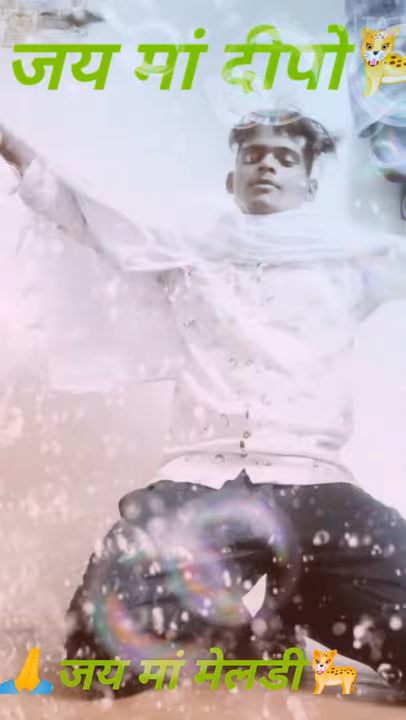 जय मां दीपो🐆
🙏जय मां मेलडी🐆